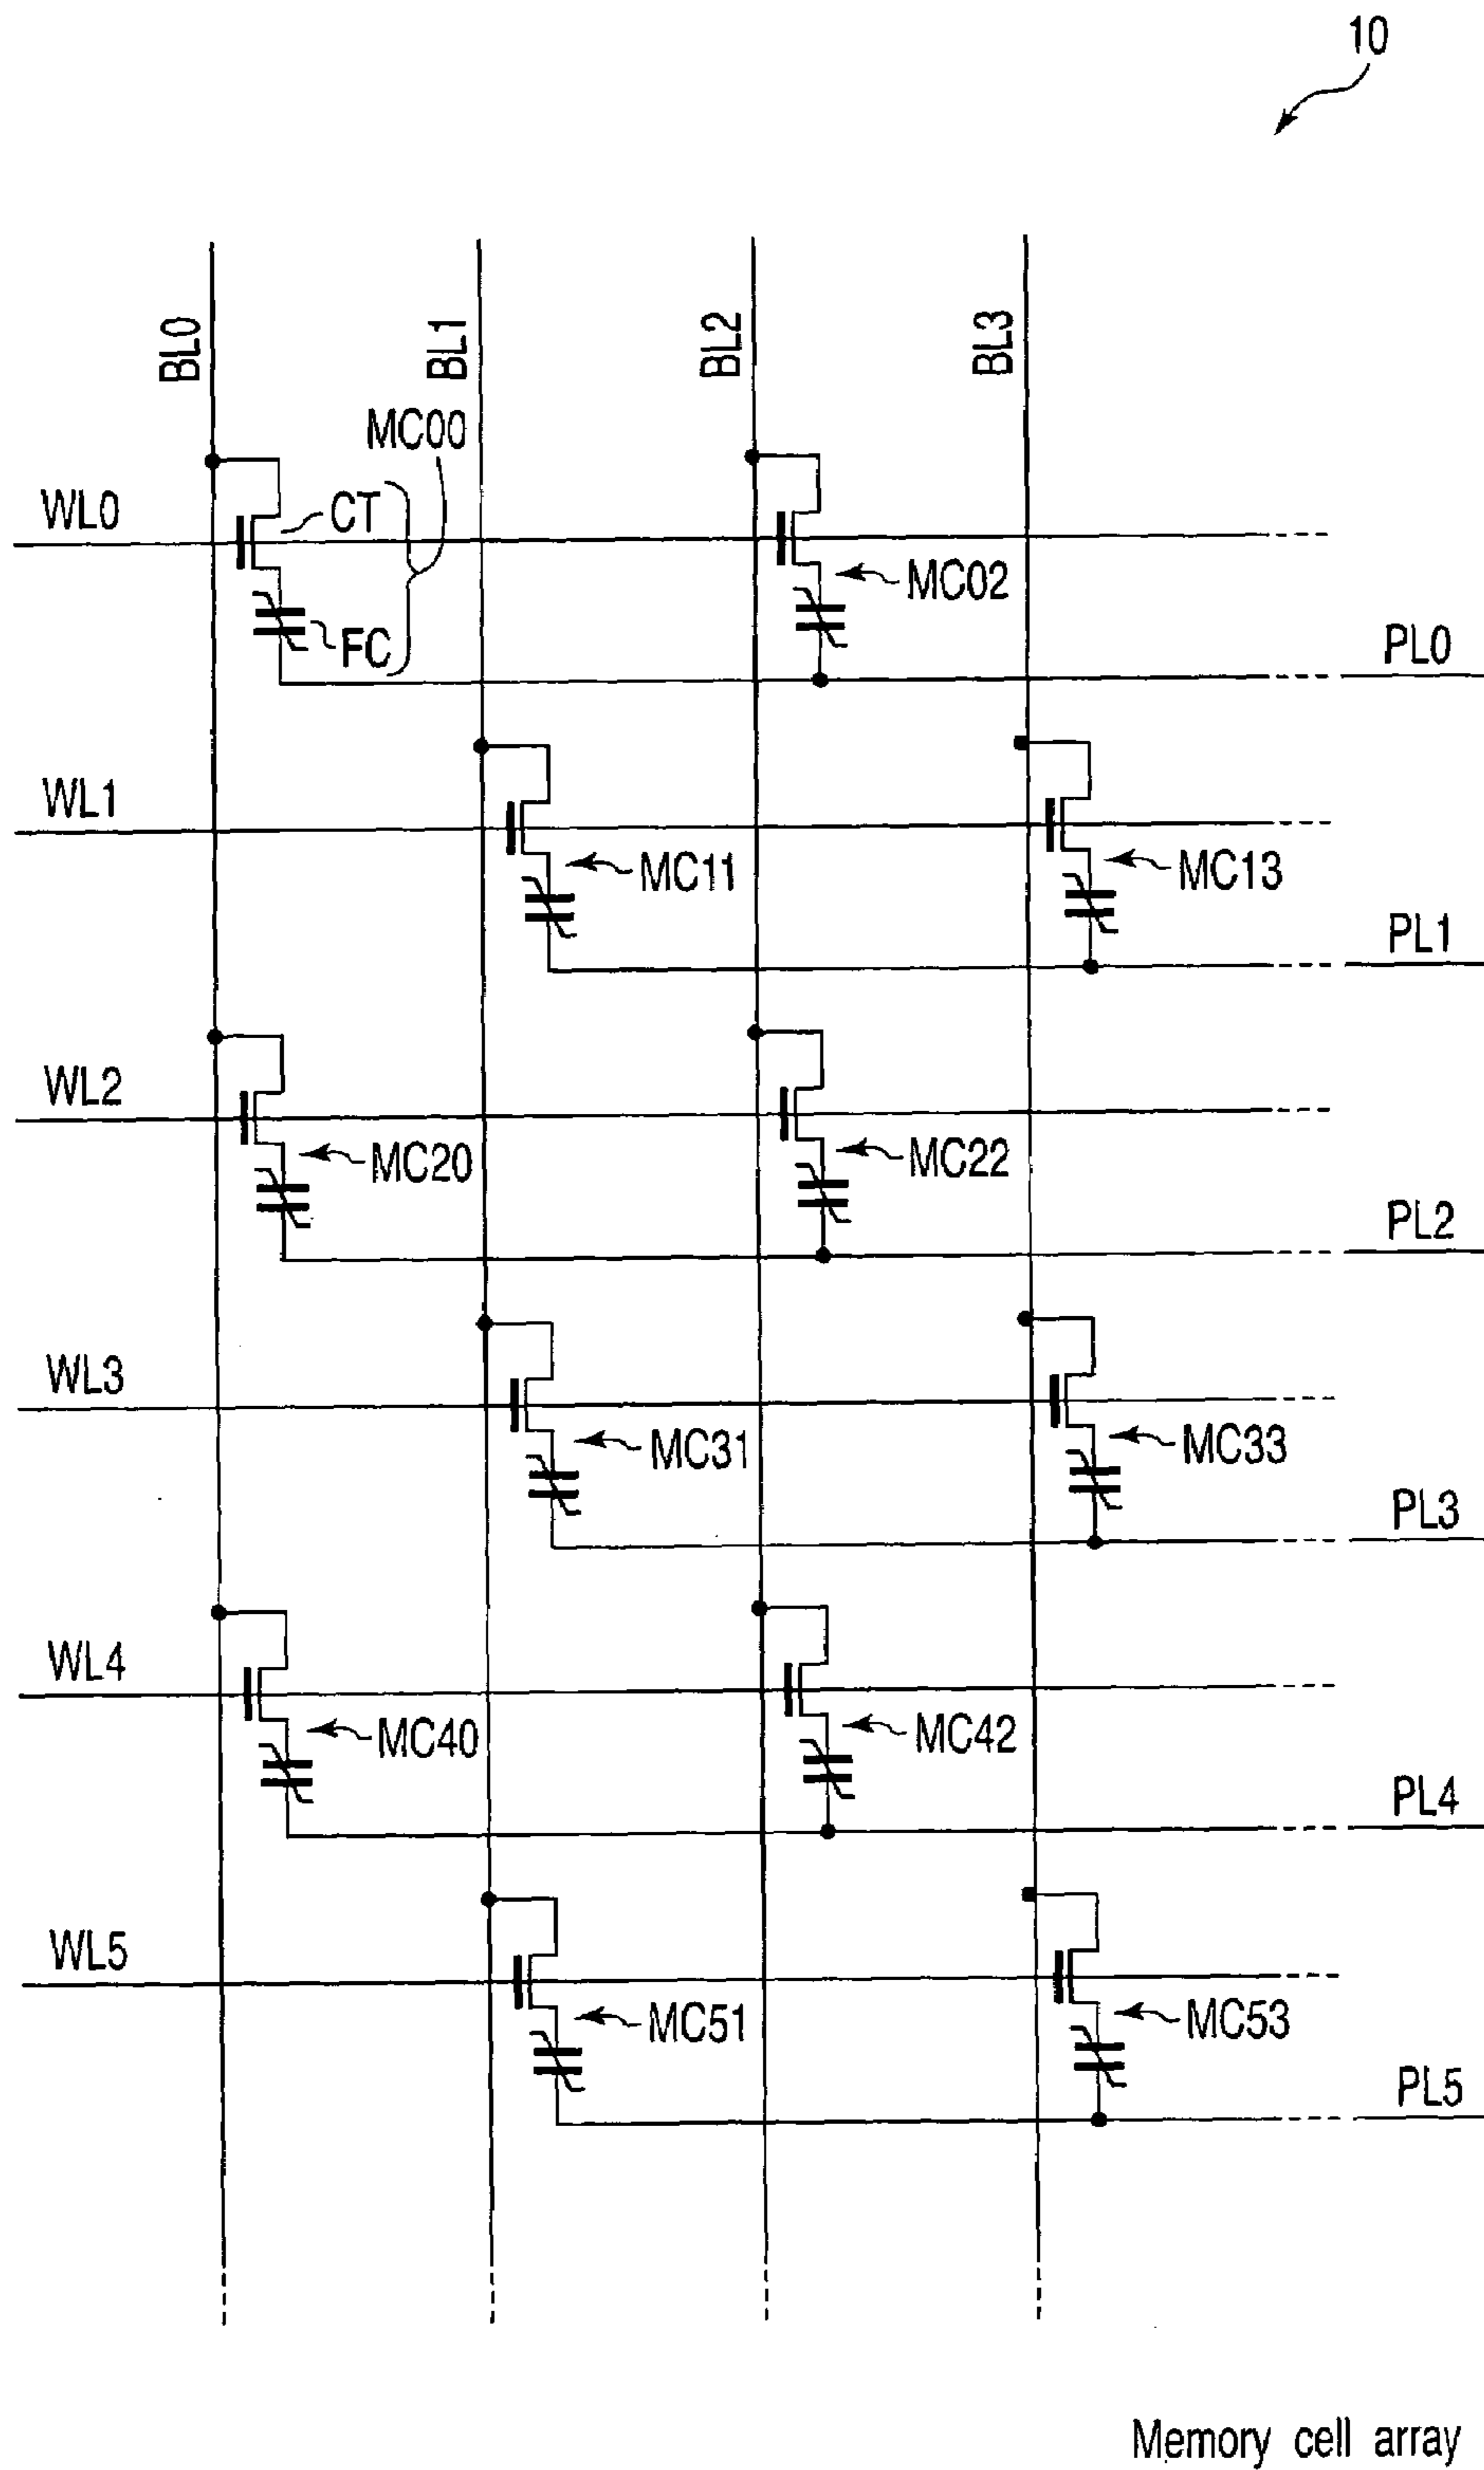 10
BL0
BL1
BL2
BL3
MC00
WL0
CT
MC02
FC
PL0
WL1
MC11
MC13
PL1
WL2
MC20
MC22
PL2
WL3
MC31
MC33
PL3
WL4
MC40
MC42
PL4
WL5
MC51
MC53
PL5
Memory cell array